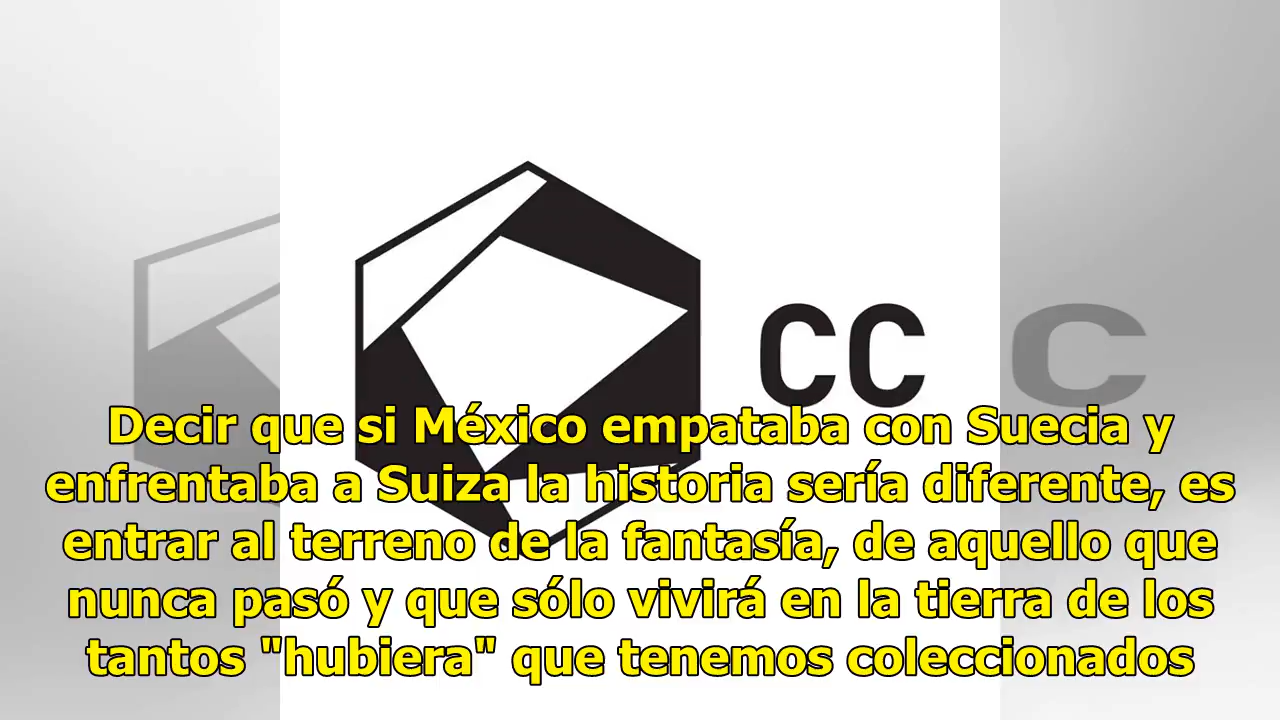 CC
C
Decir que si México empataba con Suecia y
enfrentaba a Suiza la historia sería diferente, es
entrar al terreno de la fantasía, de aquello que
nunca pasó y que sólo vivirá en la tierra de los
tantos "hubiera" que tenemos coleccionados